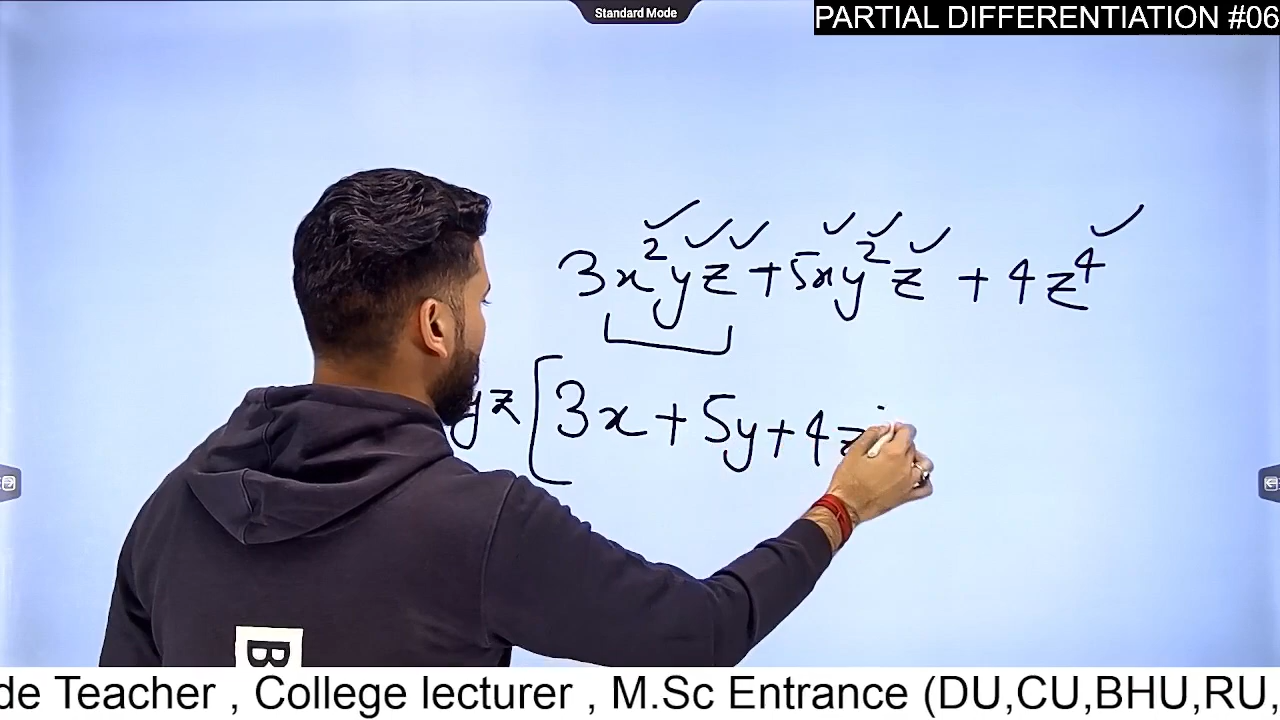 Standard Mode
PARTIAL DIFFERENTIATION #06
3x²yz + 5xy²z + 4z⁴
yz [3x + 5y + 4z
B
de Teacher , College lecturer , M.Sc Entrance (DU,CU,BHU,RU,